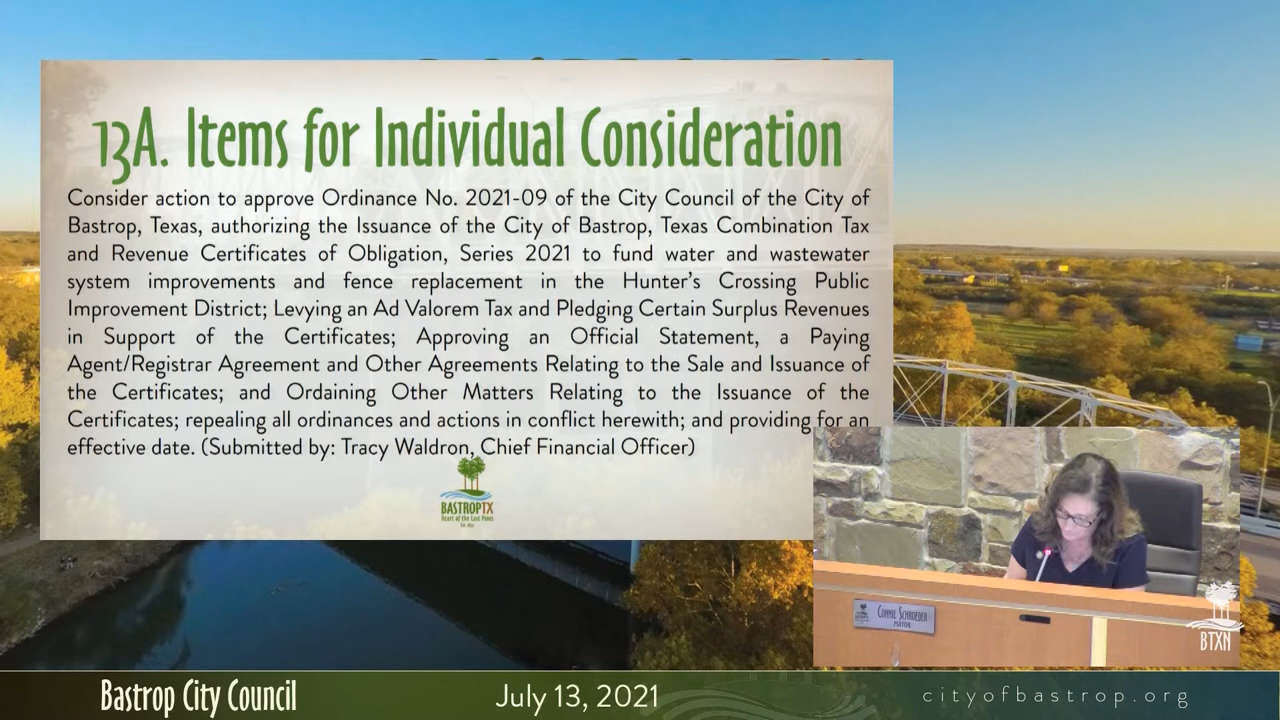 13A. Items for Individual Consideration
Consider action to approve Ordinance No. 2021-09 of the City Council of the City of
Bastrop, Texas, authorizing the Issuance of the City of Bastrop, Texas Combination Tax
and Revenue Certificates of Obligation, Series 2021 to fund water and wastewater
system improvements and fence replacement in the Hunter's Crossing Public
Improvement District; Levying an Ad Valorem Tax and Pledging Certain Surplus Revenues
in Support of the Certificates; Approving an Official Statement, a Paying
Agent/Registrar Agreement and Other Agreements Relating to the Sale and Issuance of
the Certificates; and Ordaining Other Matters Relating to the Issuance of the
Certificates; repealing all ordinances and actions in conflict herewith; and providing for an
effective date. (Submitted by: Tracy Waldron, Chief Financial Officer)
BASTROPTX
Heart of the Lost Pines
Connie Schroeder
MAYOR
BTXN
Bastrop City Council
July 13, 2021
cityofbastrop.org